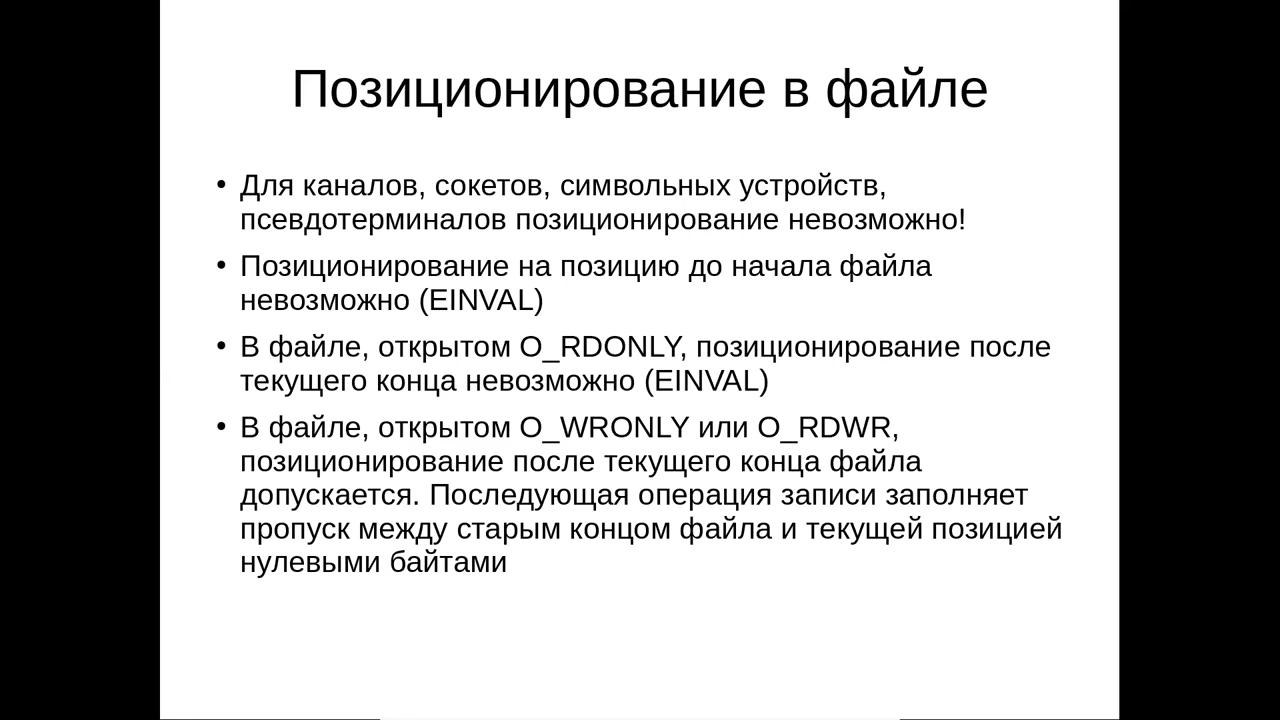 Позиционирование в файле
• Для каналов, сокетов, символьных устройств,
псевдотерминалов позиционирование невозможно!
• Позиционирование на позицию до начала файла
невозможно (EINVAL)
• В файле, открытом O_RDONLY, позиционирование после
текущего конца невозможно (EINVAL)
• В файле, открытом O_WRONLY или O_RDWR,
позиционирование после текущего конца файла
допускается. Последующая операция записи заполняет
пропуск между старым концом файла и текущей позицией
нулевыми байтами